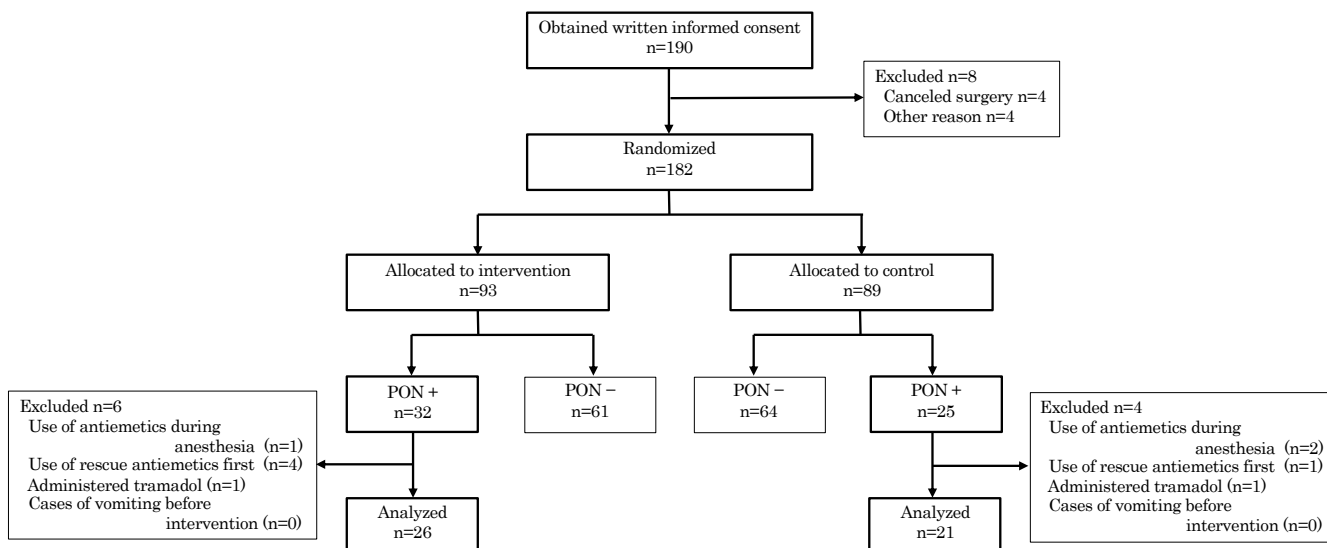 Obtained written informed consent
n=190
Excluded n=8
Canceled surgery n=4
Other reason n=4
Randomized
n=182
Allocated to intervention
n=93
Allocated to control
n=89
PON +
n=32
PON −
n=61
PON −
n=64
PON +
n=25
Excluded n=6
Use of antiemetics during
anesthesia (n=1)
Use of rescue antiemetics first (n=4)
Administered tramadol (n=1)
Cases of vomiting before
intervention (n=0)
Excluded n=4
Use of antiemetics during
anesthesia (n=2)
Use of rescue antiemetics first (n=1)
Administered tramadol (n=1)
Cases of vomiting before
intervention (n=0)
Analyzed
n=26
Analyzed
n=21